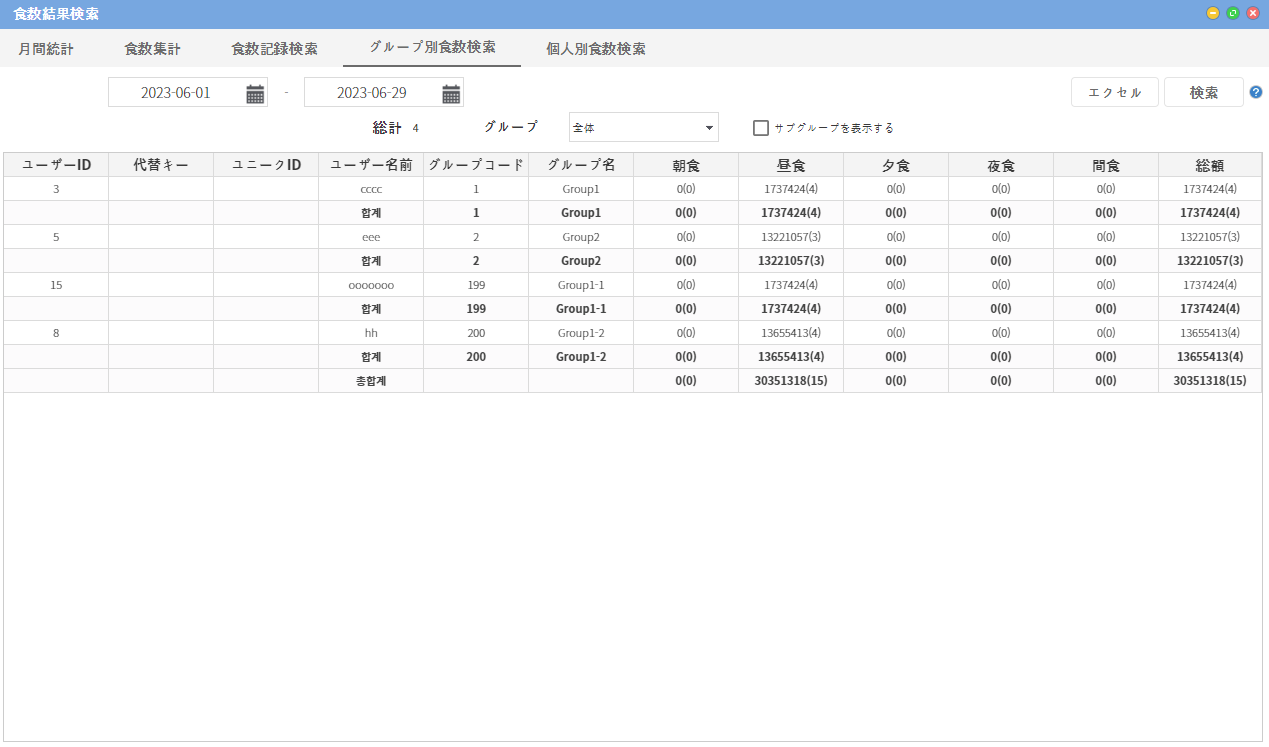 食数結果検索
月間統計 食数集計 食数記録検索 グループ別食数検索 個人別食数検索
2023-06-01 - 2023-06-29 エクセル 検索 ?
総計 4 グループ 全体 サブグループを表示する
ユーザーID 代替キー ユニークID ユーザー名前 グループコード グループ名 朝食 昼食 夕食 夜食 間食 総額
3 cccc 1 Group1 0(0) 1737424(4) 0(0) 0(0) 0(0) 1737424(4)
합계 1 Group1 0(0) 1737424(4) 0(0) 0(0) 0(0) 1737424(4)
5 eee 2 Group2 0(0) 13221057(3) 0(0) 0(0) 0(0) 13221057(3)
합계 2 Group2 0(0) 13221057(3) 0(0) 0(0) 0(0) 13221057(3)
15 ooooooo 199 Group1-1 0(0) 1737424(4) 0(0) 0(0) 0(0) 1737424(4)
합계 199 Group1-1 0(0) 1737424(4) 0(0) 0(0) 0(0) 1737424(4)
8 hh 200 Group1-2 0(0) 13655413(4) 0(0) 0(0) 0(0) 13655413(4)
합계 200 Group1-2 0(0) 13655413(4) 0(0) 0(0) 0(0) 13655413(4)
총합계 0(0) 30351318(15) 0(0) 0(0) 0(0) 30351318(15)